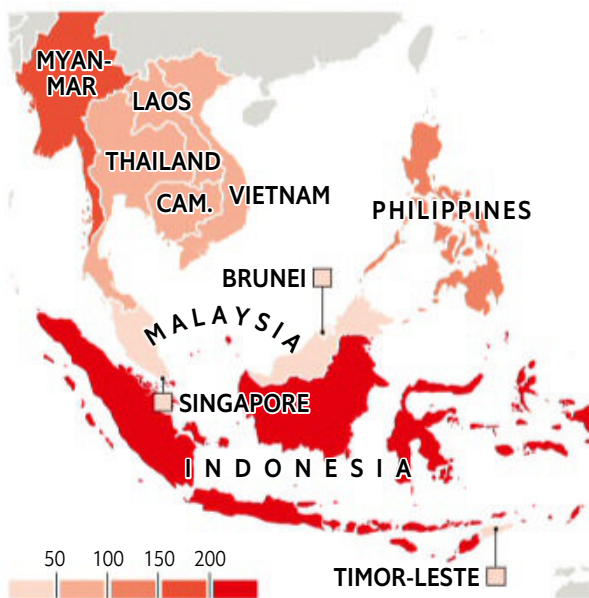 MYAN-
MAR
LAOS
THAILAND
CAM.
VIETNAM
PHILIPPINES
BRUNEI
MALAYSIA
SINGAPORE
INDONESIA
50 100 150 200
TIMOR-LESTE